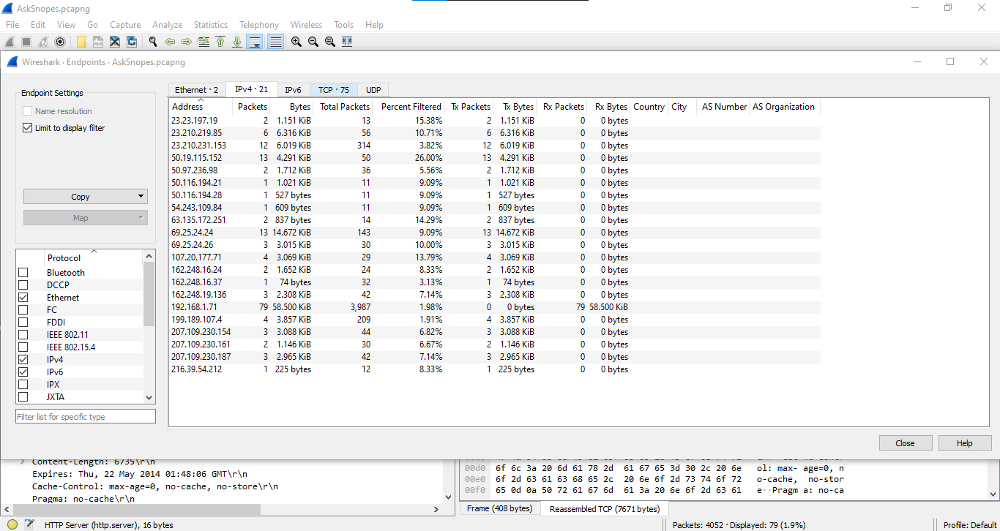 AskSnopes.pcapng
File Edit View Go Capture Analyze Statistics Telephony Wireless Tools Help
Wireshark · Endpoints · AskSnopes.pcapng
Endpoint Settings
Name resolution
Limit to display filter
Copy
Map
Protocol
Bluetooth
DCCP
Ethernet
FC
FDDI
IEEE 802.11
IEEE 802.15.4
IPv4
IPv6
IPX
JXTA
Filter list for specific type
Ethernet · 2 IPv4 · 21 IPv6 TCP · 75 UDP
Address Packets Bytes Total Packets Percent Filtered Tx Packets Tx Bytes Rx Packets Rx Bytes Country City AS Number AS Organization
23.23.197.19 2 1.151 KiB 13 15.38% 2 1.151 KiB 0 0 bytes
23.210.219.85 6 6.316 KiB 56 10.71% 6 6.316 KiB 0 0 bytes
23.210.231.153 12 6.019 KiB 314 3.82% 12 6.019 KiB 0 0 bytes
50.19.115.152 13 4.291 KiB 50 26.00% 13 4.291 KiB 0 0 bytes
50.97.236.98 2 1.712 KiB 36 5.56% 2 1.712 KiB 0 0 bytes
50.116.194.21 1 1.021 KiB 11 9.09% 1 1.021 KiB 0 0 bytes
50.116.194.28 1 527 bytes 11 9.09% 1 527 bytes 0 0 bytes
54.243.109.84 1 609 bytes 11 9.09% 1 609 bytes 0 0 bytes
63.135.172.251 2 837 bytes 14 14.29% 2 837 bytes 0 0 bytes
69.25.24.24 13 14.672 KiB 143 9.09% 13 14.672 KiB 0 0 bytes
69.25.24.26 3 3.015 KiB 30 10.00% 3 3.015 KiB 0 0 bytes
107.20.177.71 4 3.069 KiB 29 13.79% 4 3.069 KiB 0 0 bytes
162.248.16.24 2 1.652 KiB 24 8.33% 2 1.652 KiB 0 0 bytes
162.248.16.37 1 74 bytes 32 3.13% 1 74 bytes 0 0 bytes
162.248.19.136 3 2.308 KiB 42 7.14% 3 2.308 KiB 0 0 bytes
192.168.1.71 79 58.500 KiB 3,987 1.98% 0 0 bytes 79 58.500 KiB
199.189.107.4 4 3.857 KiB 209 1.91% 4 3.857 KiB 0 0 bytes
207.109.230.154 3 3.088 KiB 44 6.82% 3 3.088 KiB 0 0 bytes
207.109.230.161 2 1.146 KiB 30 6.67% 2 1.146 KiB 0 0 bytes
207.109.230.187 3 2.965 KiB 42 7.14% 3 2.965 KiB 0 0 bytes
216.39.54.212 1 225 bytes 12 8.33% 1 225 bytes 0 0 bytes
Close Help
Content-Length: 6735\r\n
Expires: Thu, 22 May 2014 01:48:06 GMT\r\n
Cache-Control: max-age=0, no-cache, no-store\r\n
Pragma: no-cache\r\n
00d0 6f 6c 3a 20 6d 61 78 2d 61 67 65 3d 30 2c 20 6e ol: max- age=0, n
00e0 6f 2d 63 61 63 68 65 2c 20 6e 6f 2d 73 74 6f 72 o-cache, no-stor
00f0 65 0d 0a 50 72 61 67 6d 61 3a 20 6e 6f 2d 63 61 e··Pragm a: no-ca
Frame (408 bytes) Reassembled TCP (7671 bytes)
HTTP Server (http.server), 16 bytes
Packets: 4052 · Displayed: 79 (1.9%)
Profile: Default